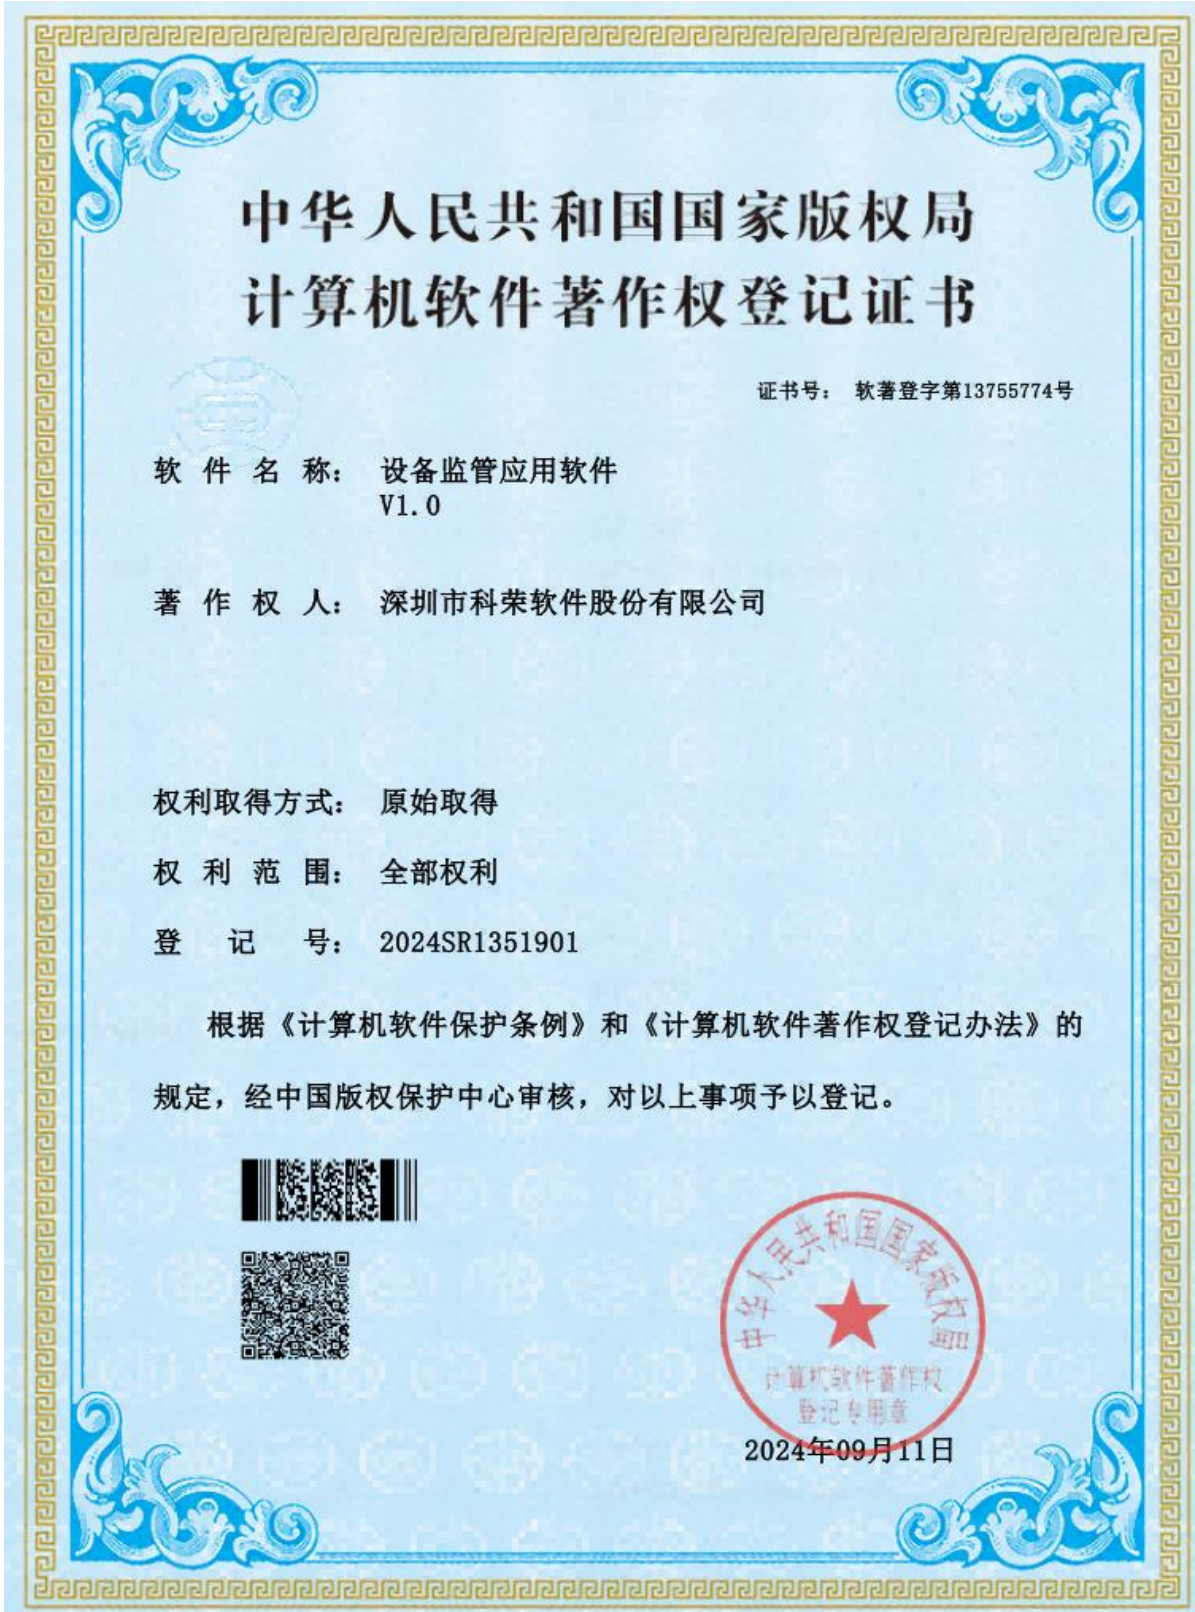 中华人民共和国国家版权局
计算机软件著作权登记证书
证书号： 软著登字第13755774号
软件名称： 设备监管应用软件
V1.0
著作权人： 深圳市科荣软件股份有限公司
权利取得方式： 原始取得
权利范围： 全部权利
登记号： 2024SR1351901
根据《计算机软件保护条例》和《计算机软件著作权登记办法》的
规定，经中国版权保护中心审核，对以上事项予以登记。
中华人民共和国国家版权局
计算机软件著作权
登记专用章
2024年09月11日